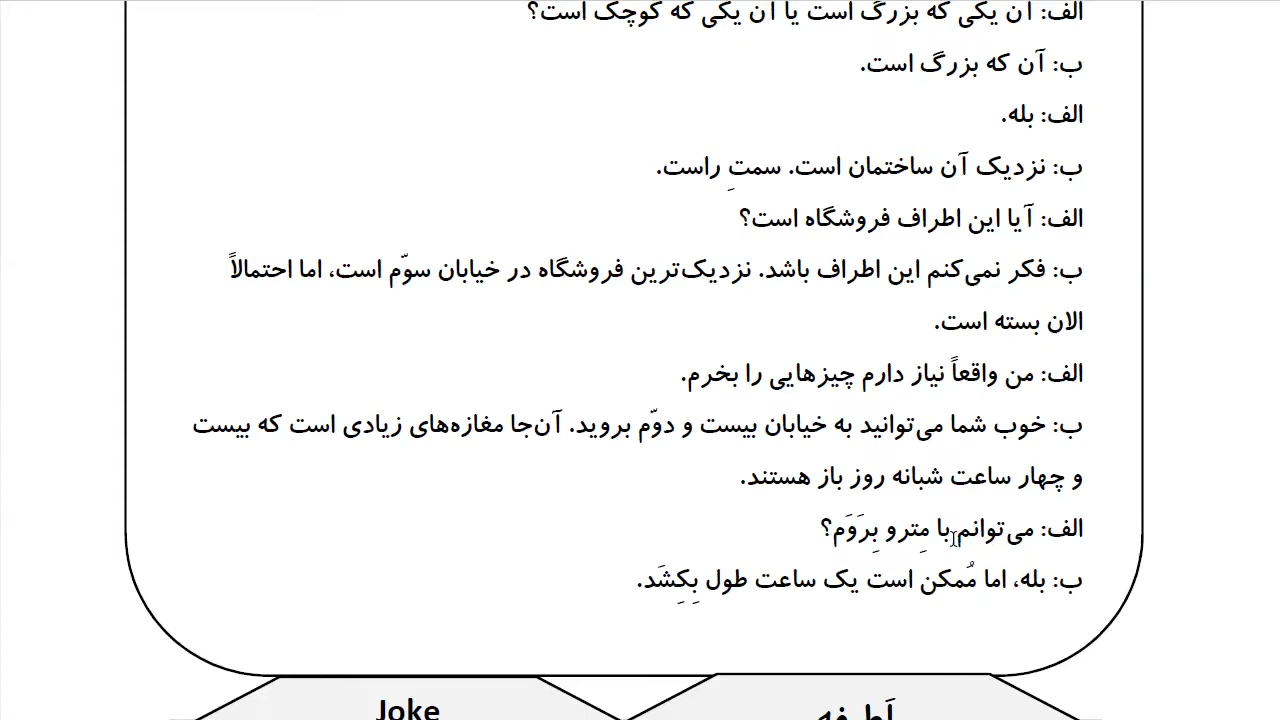 الف: آن یکی که بزرگ است یا آن یکی که کوچک است؟
ب: آن که بزرگ است.
الف: بله.
ب: نزدیک آن ساختمان است. سمتِ راست.
الف: آیا این اطراف فروشگاه است؟
ب: فکر نمی‌کنم این اطراف باشد. نزدیک‌ترین فروشگاه در خیابان سوّم است، اما احتمالاً
الان بسته است.
الف: من واقعاً نیاز دارم چیزهایی را بخرم.
ب: خوب شما می‌توانید به خیابان بیست و دوّم بروید. آن‌جا مغازه‌های زیادی است که بیست
و چهار ساعت شبانه روز باز هستند.
الف: می‌توانم با مِترو بِرَوَم؟
ب: بله، اما مُمکن است یک ساعت طول بِکِشَد.
لَطیفه
Joke